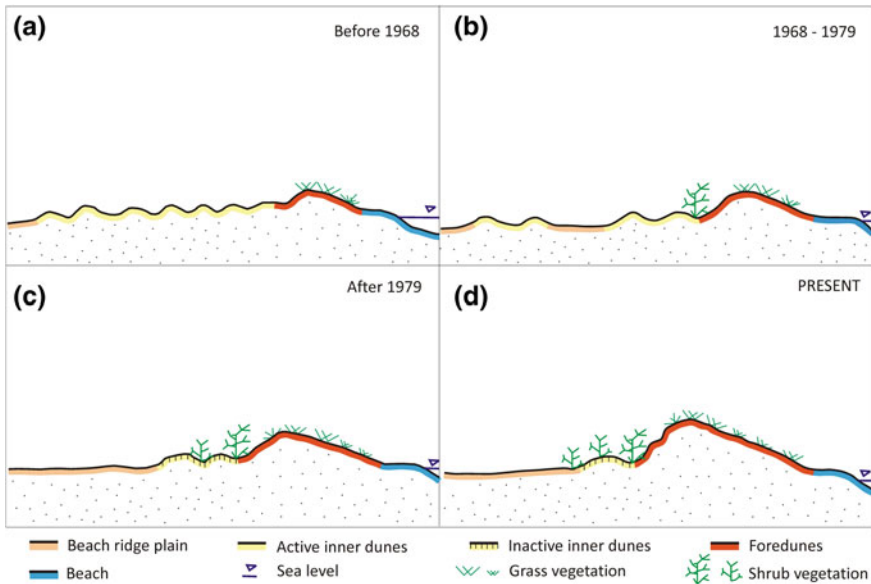 (a)
Before 1968
(b)
1968 - 1979
(c)
After 1979
(d)
PRESENT
Beach ridge plain
Active inner dunes
Inactive inner dunes
Foredunes
Beach
Sea level
Grass vegetation
Shrub vegetation